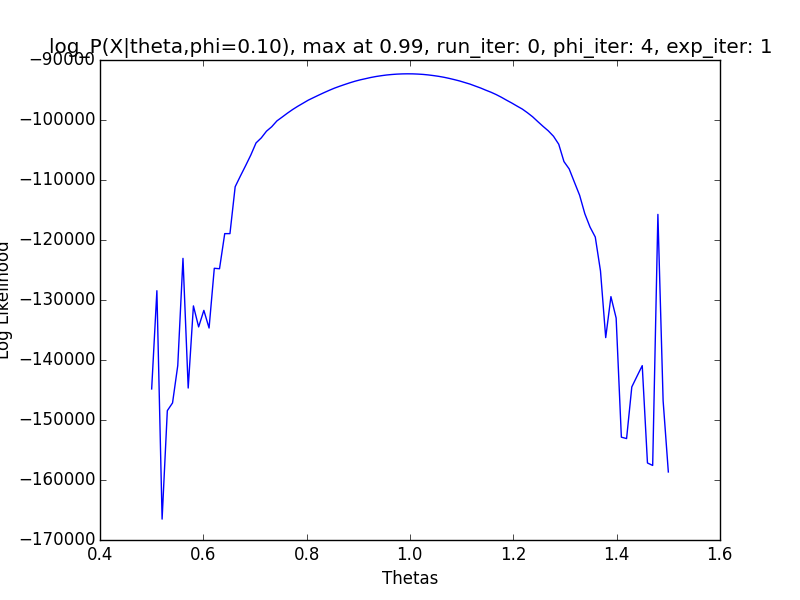 log_P(X|theta,phi=0.10), max at 0.99, run_iter: 0, phi_iter: 4, exp_iter: 1
−90000
−100000
−110000
−120000
−130000
−140000
−150000
−160000
−170000
Log Likelihood
0.4 0.6 0.8 1.0 1.2 1.4 1.6
Thetas